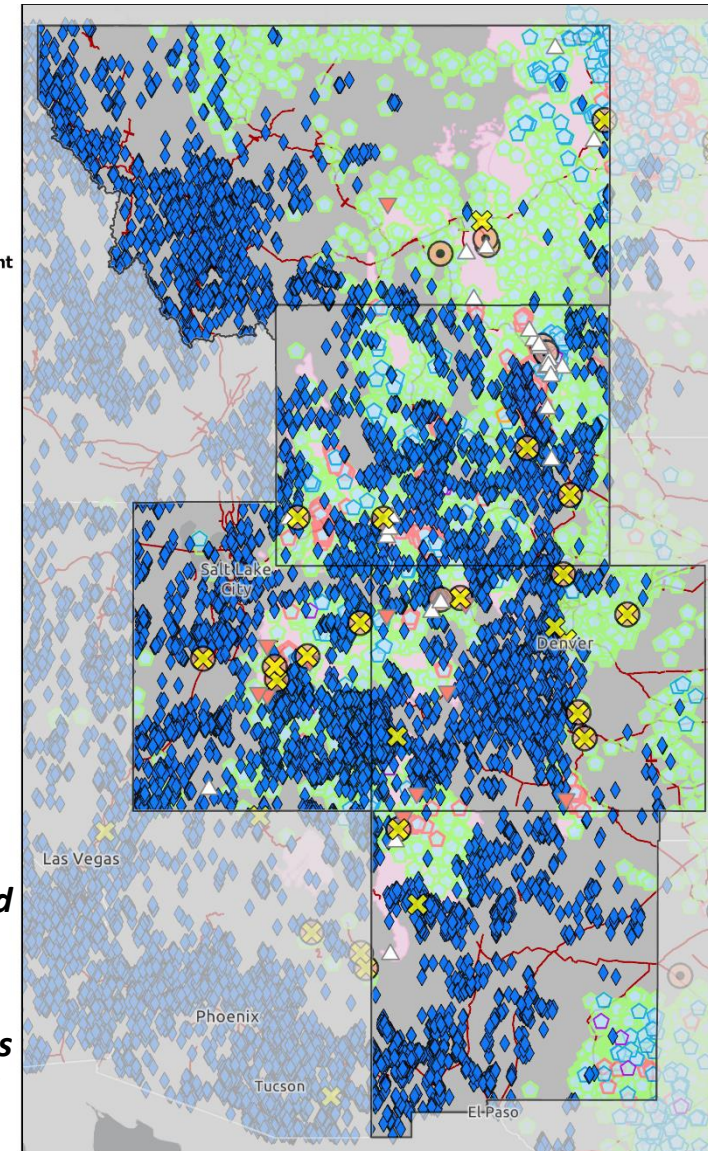 nt
Salt Lake
City
Denver
Las Vegas
d
Phoenix
s
Tucson
El Paso